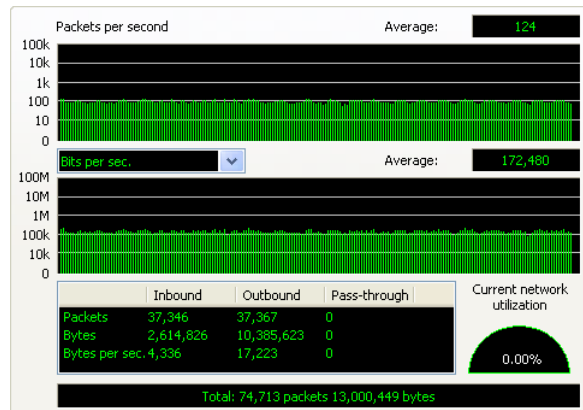 Packets per second Average: 124
100k
10k
1k
100
10
0
Bits per sec. Average: 172,480
100M
10M
1M
100k
10k
0
Inbound Outbound Pass-through
Packets 37,346 37,367 0
Bytes 2,614,826 10,385,623 0
Bytes per sec. 4,336 17,223 0
Current network
utilization
0.00%
Total: 74,713 packets 13,000,449 bytes